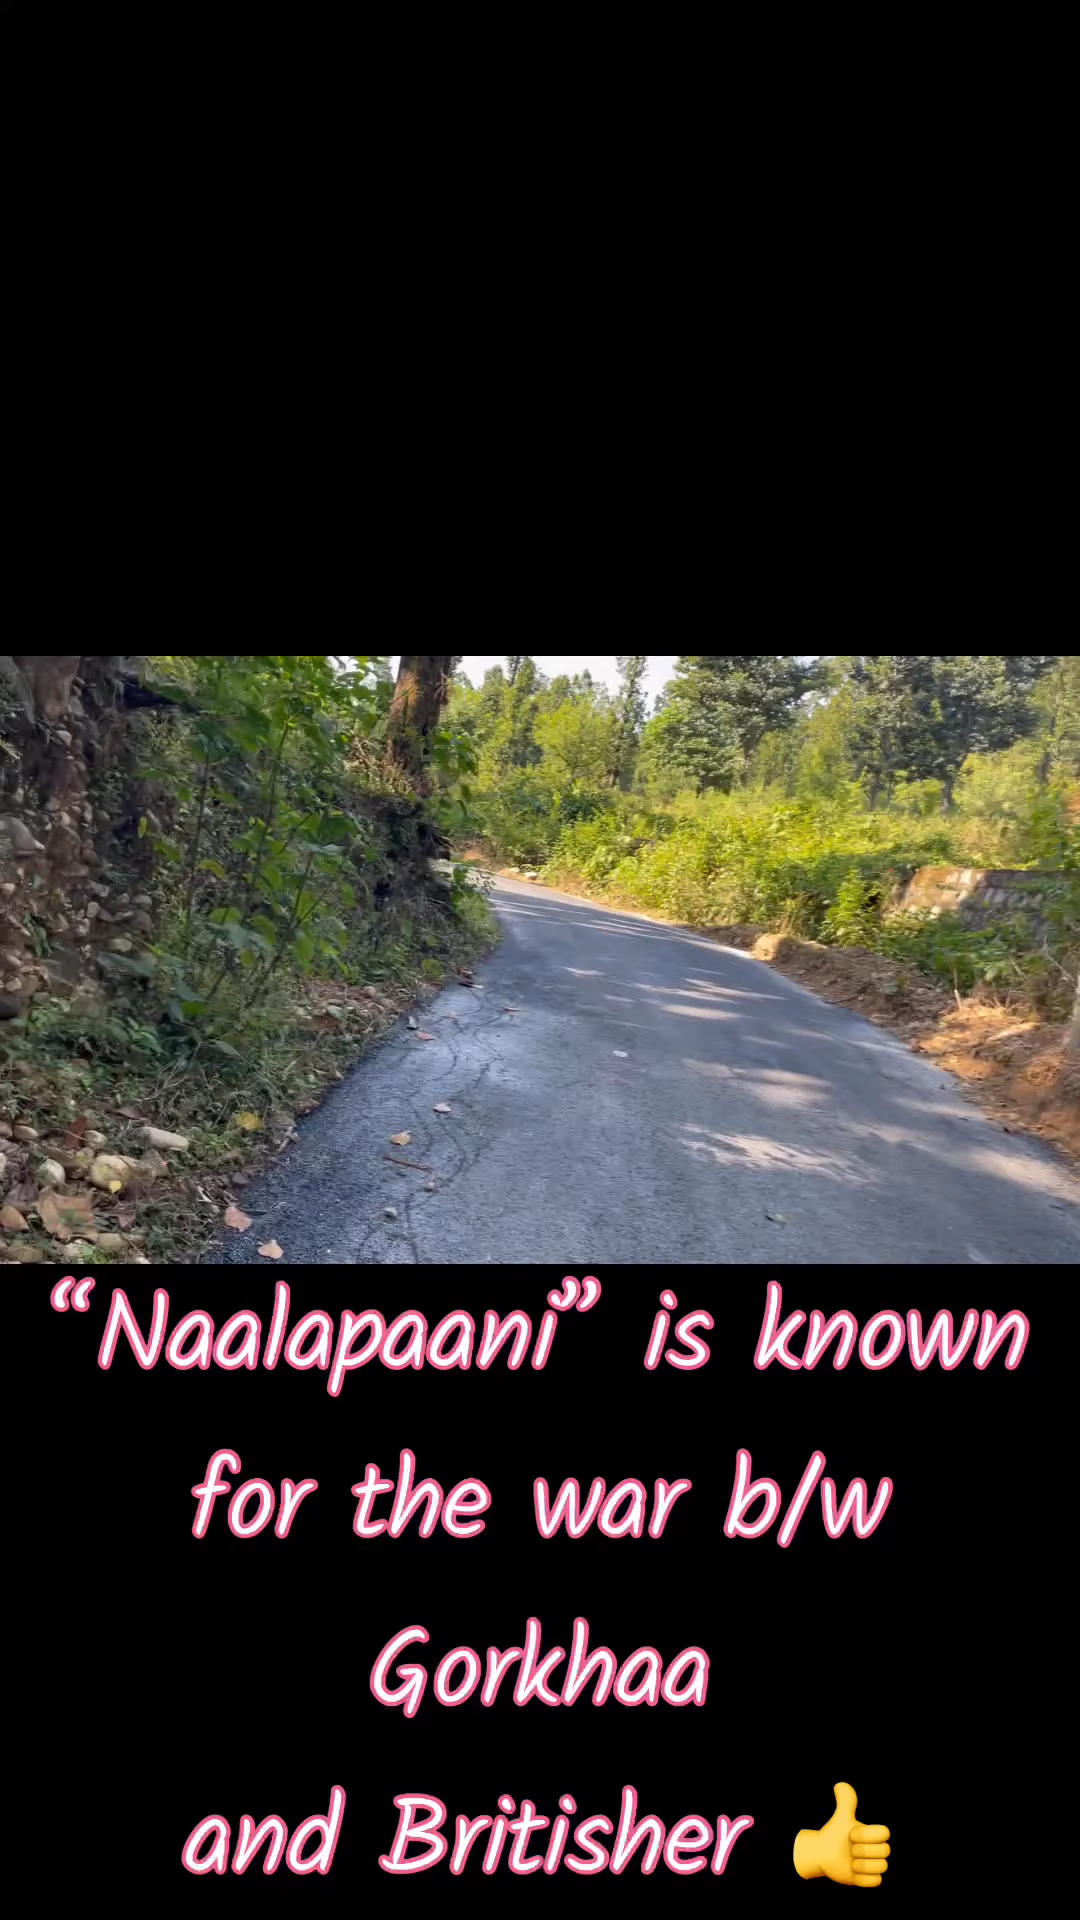 “Naalapaani” is known
for the war b/w
Gorkhaa
and Britisher 👍